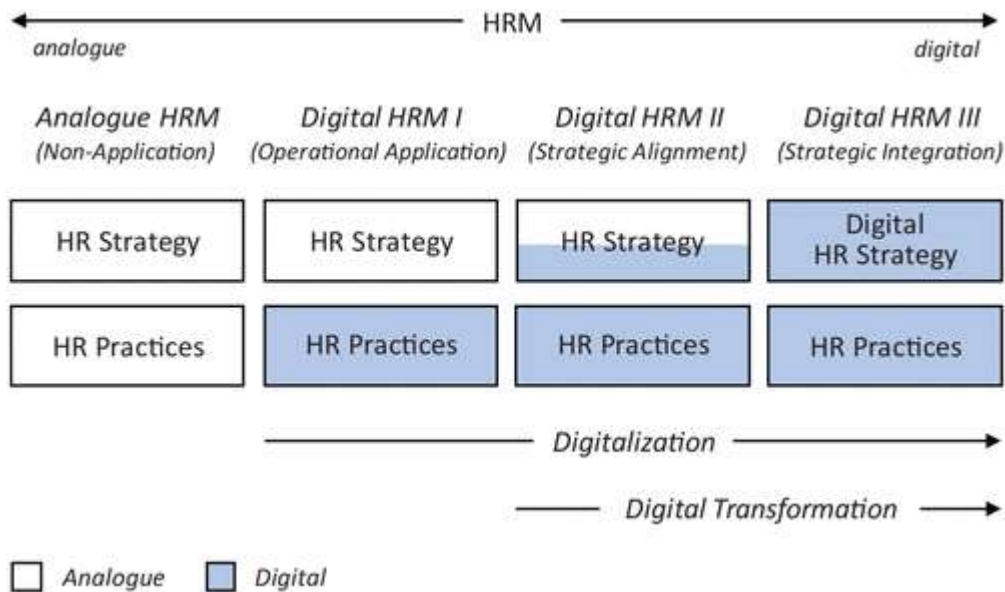 HRM
analogue
digital
Analogue HRM
(Non-Application)
Digital HRM I
(Operational Application)
Digital HRM II
(Strategic Alignment)
Digital HRM III
(Strategic Integration)
HR Strategy
HR Strategy
HR Strategy
Digital
HR Strategy
HR Practices
HR Practices
HR Practices
HR Practices
Digitalization
Digital Transformation
Analogue
Digital